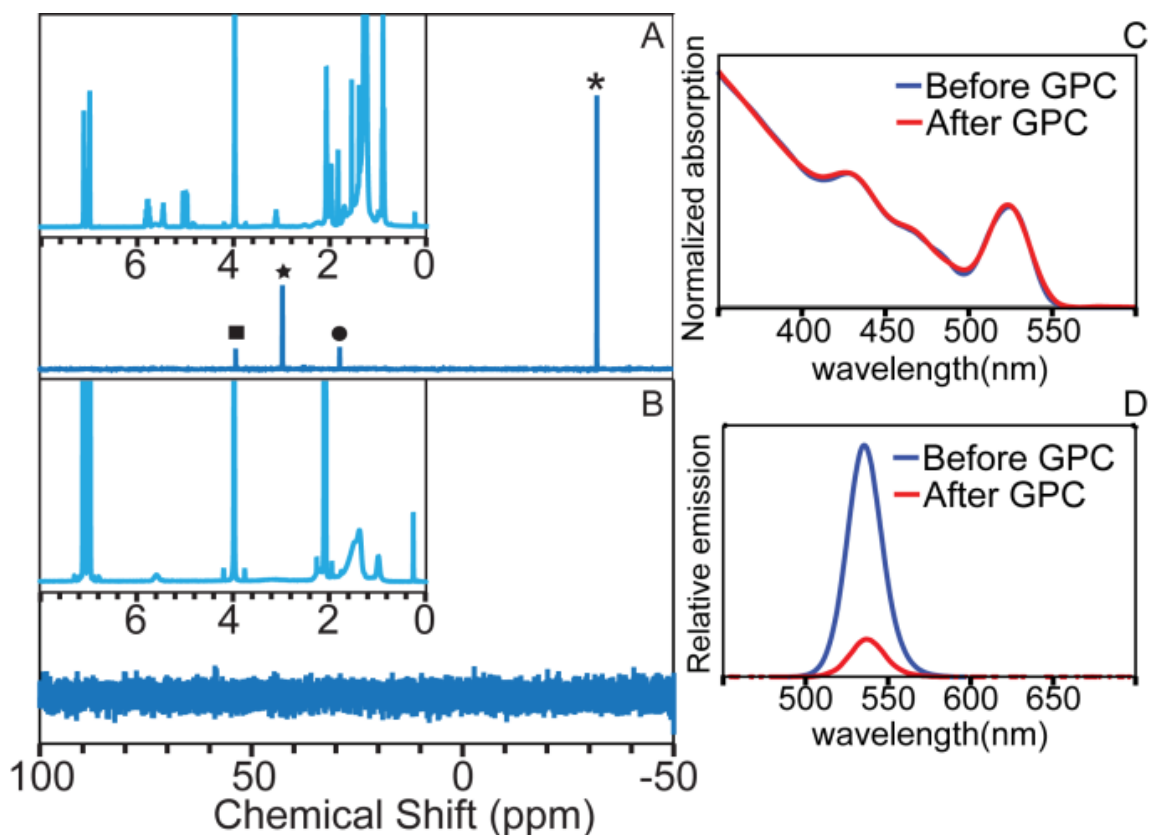 A
6 4 2 0
B
6 4 2 0
100 50 0 -50
Chemical Shift (ppm)
C
Normalized absorption
Before GPC
After GPC
400 450 500 550
wavelength(nm)
D
Relative emission
Before GPC
After GPC
500 550 600 650
wavelength(nm)